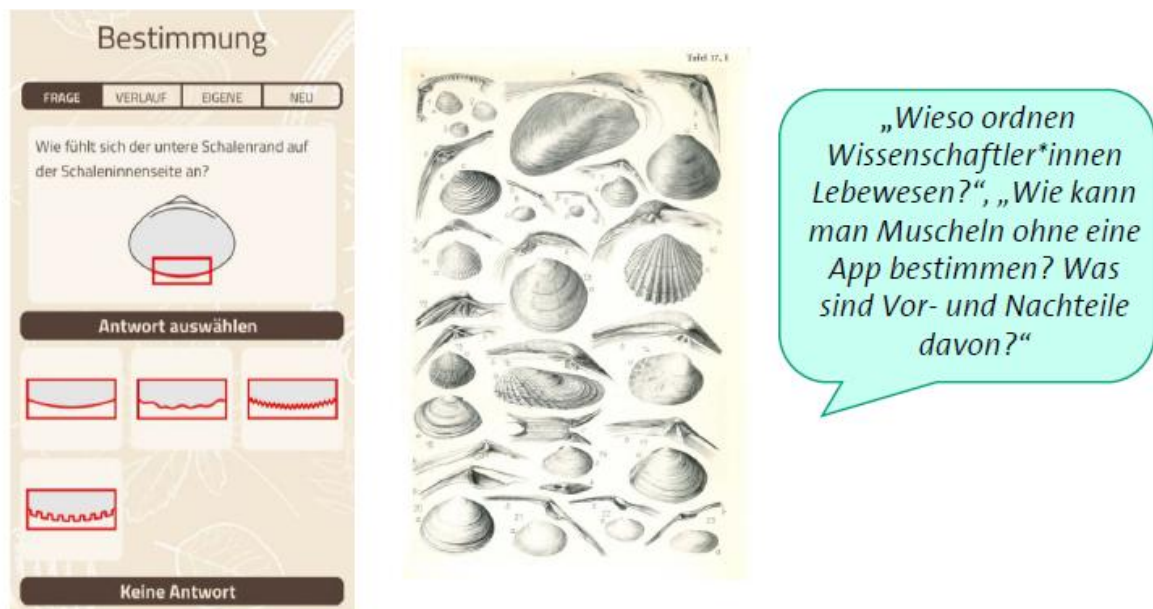 Bestimmung
FRAGE
VERLAUF
EIGENE
NEU
Wie fühlt sich der untere Schalenrand auf
der Schaleninnenseite an?
Antwort auswählen
Keine Antwort
Tafel 17. I
„Wieso ordnen
Wissenschaftler*innen
Lebewesen?“, „Wie kann
man Muscheln ohne eine
App bestimmen? Was
sind Vor- und Nachteile
davon?“